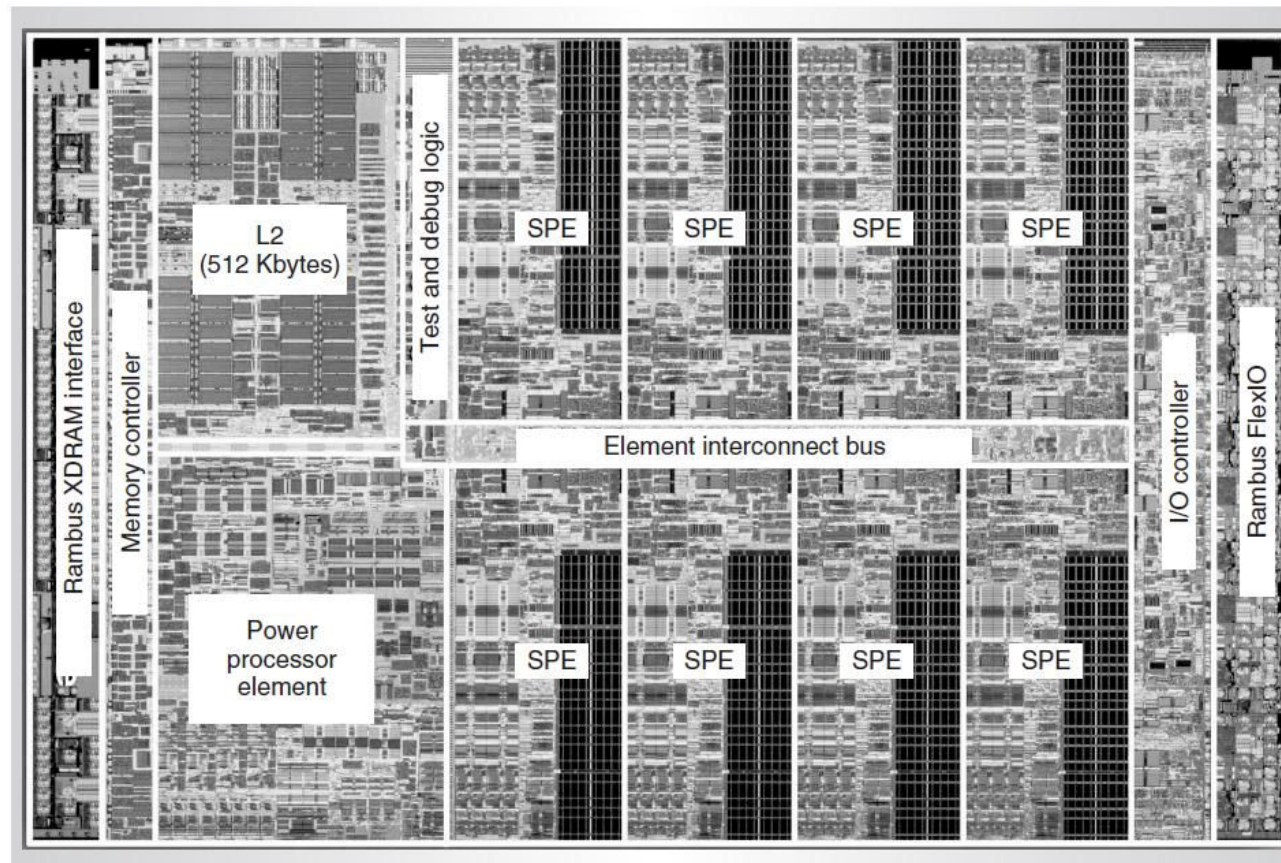 Rambus XDRAM interface
Memory controller
L2
(512 Kbytes)
Test and debug logic
SPE
SPE
SPE
SPE
Element interconnect bus
Power
processor
element
SPE
SPE
SPE
SPE
I/O controller
Rambus FlexIO